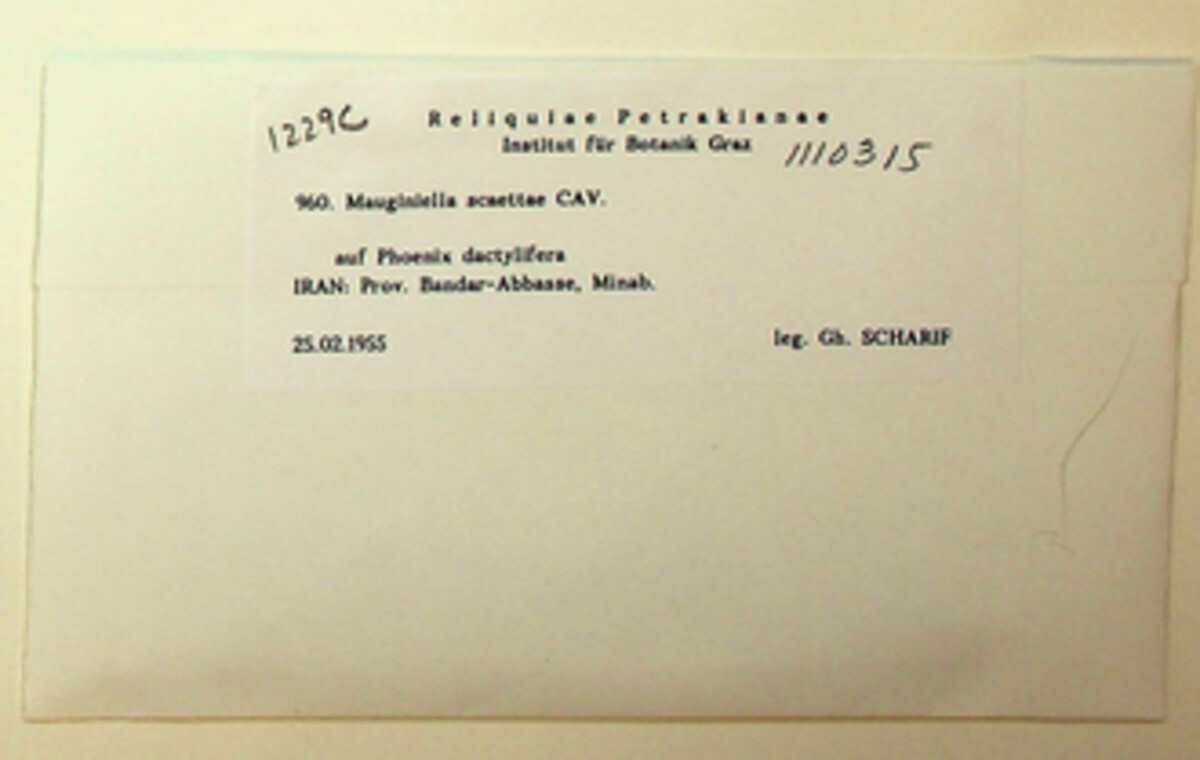 1229C
Reliquiae Petrakianae
Institut für Botanik Graz
1110315
960. Mauginiella scaettae CAV.
auf Phoenix dactylifera
IRAN: Prov. Bandar-Abbasse, Minab.
25.02.1955 leg. Gh. SCHARIF